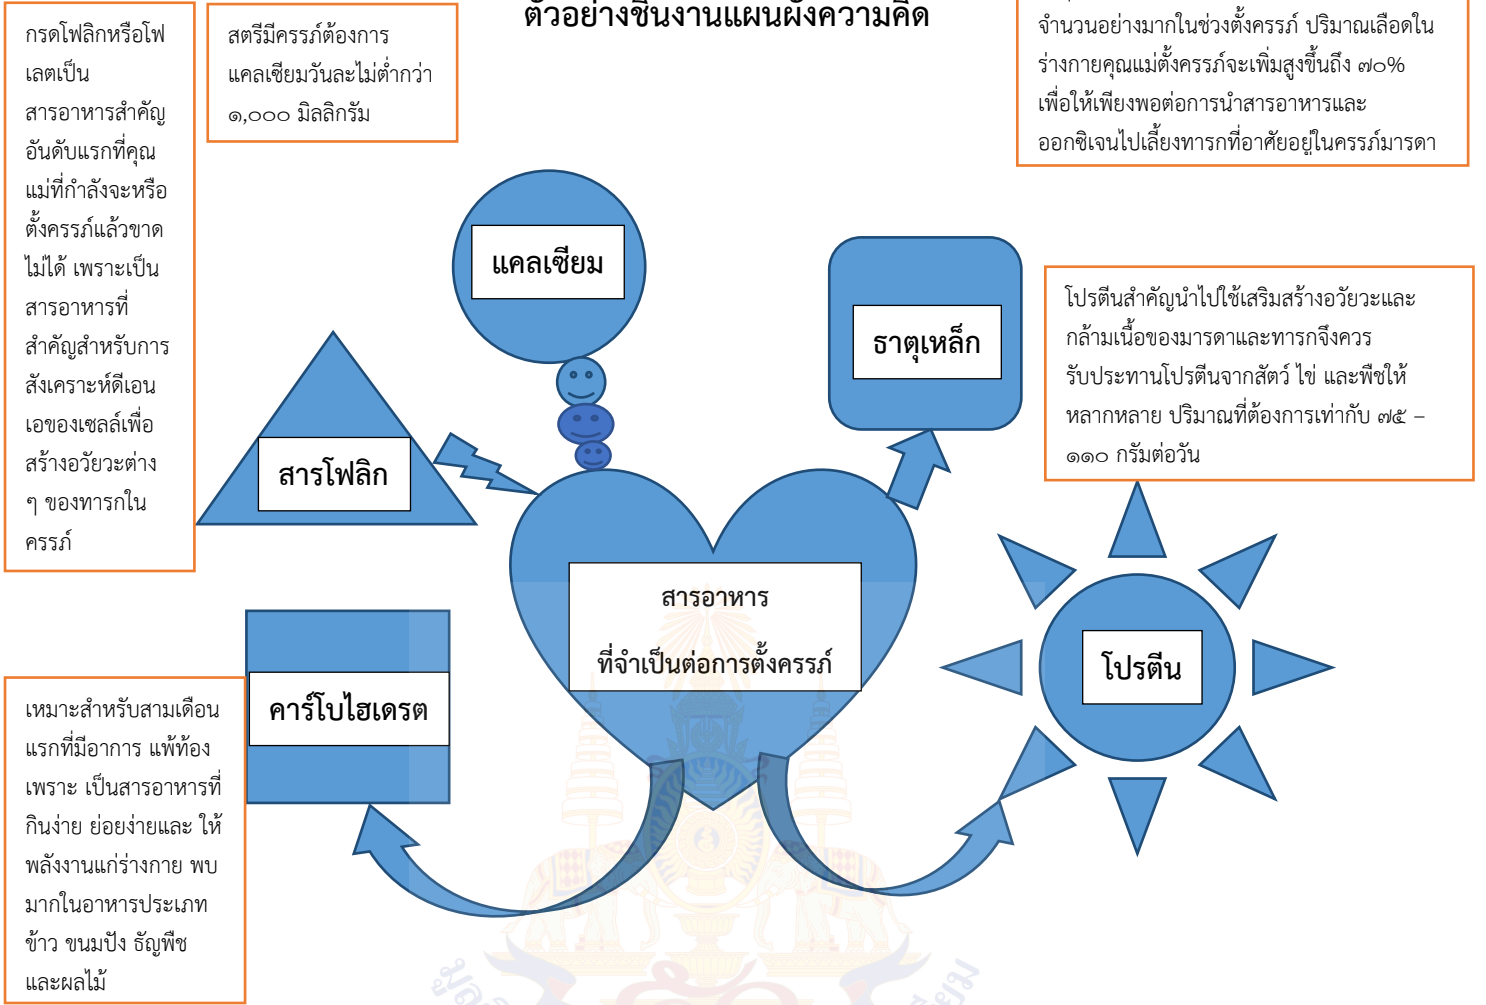 ตัวอย่างชิ้นงานแผนผังความคิด
กรดโฟลิกหรือโฟ
เลตเป็น
สารอาหารสำคัญ
อันดับแรกที่คุณ
แม่ที่กำลังจะหรือ
ตั้งครรภ์แล้วขาด
ไม่ได้ เพราะเป็น
สารอาหารที่
สำคัญสำหรับการ
สังเคราะห์ดีเอน
เอของเซลล์เพื่อ
สร้างอวัยวะต่าง
ๆ ของทารกใน
ครรภ์
สตรีมีครรภ์ต้องการ
แคลเซียมวันละไม่ต่ำกว่า
๑,๐๐๐ มิลลิกรัม
จำนวนอย่างมากในช่วงตั้งครรภ์ ปริมาณเลือดใน
ร่างกายคุณแม่ตั้งครรภ์จะเพิ่มสูงขึ้นถึง ๗๐%
เพื่อให้เพียงพอต่อการนำสารอาหารและ
ออกซิเจนไปเลี้ยงทารกที่อาศัยอยู่ในครรภ์มารดา
แคลเซียม
ธาตุเหล็ก
โปรตีนสำคัญนำไปใช้เสริมสร้างอวัยวะและ
กล้ามเนื้อของมารดาและทารกจึงควร
รับประทานโปรตีนจากสัตว์ ไข่ และพืชให้
หลากหลาย ปริมาณที่ต้องการเท่ากับ ๗๕ –
๑๑๐ กรัมต่อวัน
สารโฟลิก
สารอาหาร
ที่จำเป็นต่อการตั้งครรภ์
โปรตีน
คาร์โบไฮเดรต
เหมาะสำหรับสามเดือน
แรกที่มีอาการ แพ้ท้อง
เพราะ เป็นสารอาหารที่
กินง่าย ย่อยง่ายและ ให้
พลังงานแก่ร่างกาย พบ
มากในอาหารประเภท
ข้าว ขนมปัง ธัญพืช
และผลไม้